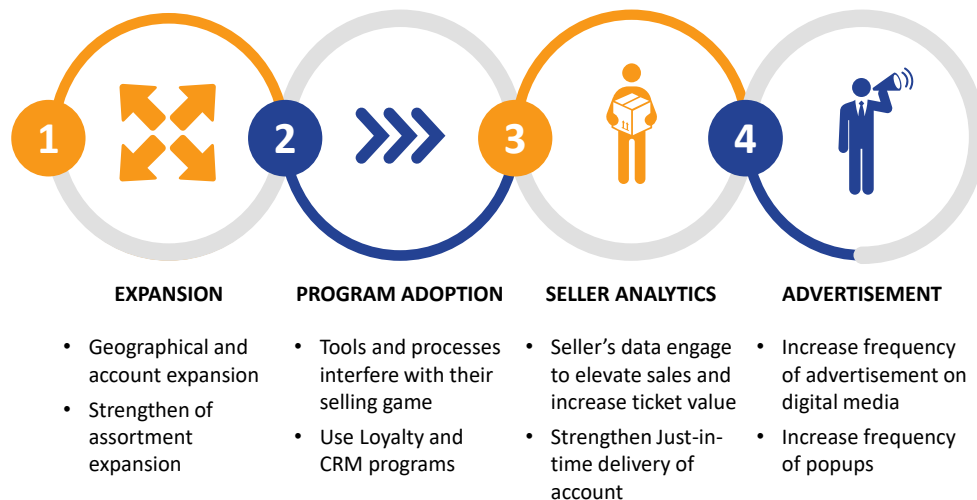 1
2
3
4
EXPANSION
• Geographical and
account expansion
• Strengthen of
assortment
expansion
PROGRAM ADOPTION
• Tools and processes
interfere with their
selling game
• Use Loyalty and
CRM programs
SELLER ANALYTICS
• Seller’s data engage
to elevate sales and
increase ticket value
• Strengthen Just-in-
time delivery of
account
ADVERTISEMENT
• Increase frequency
of advertisement on
digital media
• Increase frequency
of popups